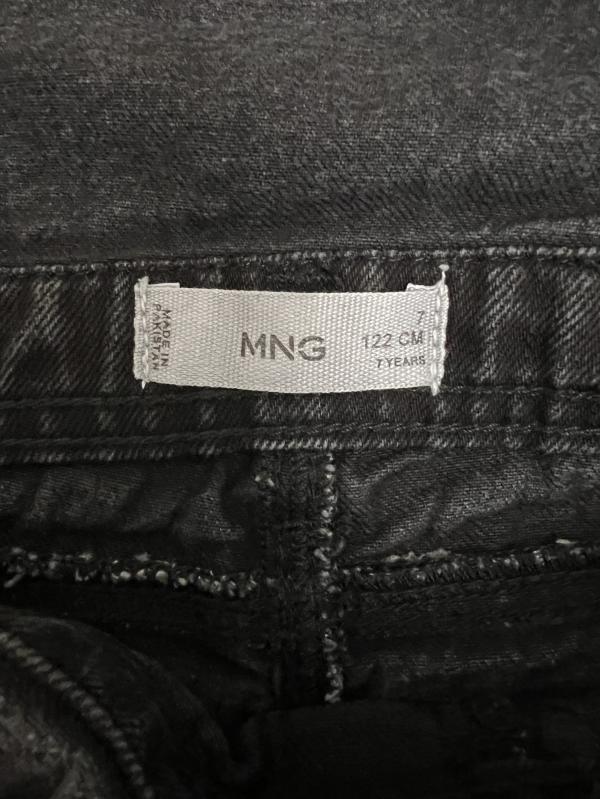 MADE IN
PAKISTAN
MNG
7
122 CM
7 YEARS